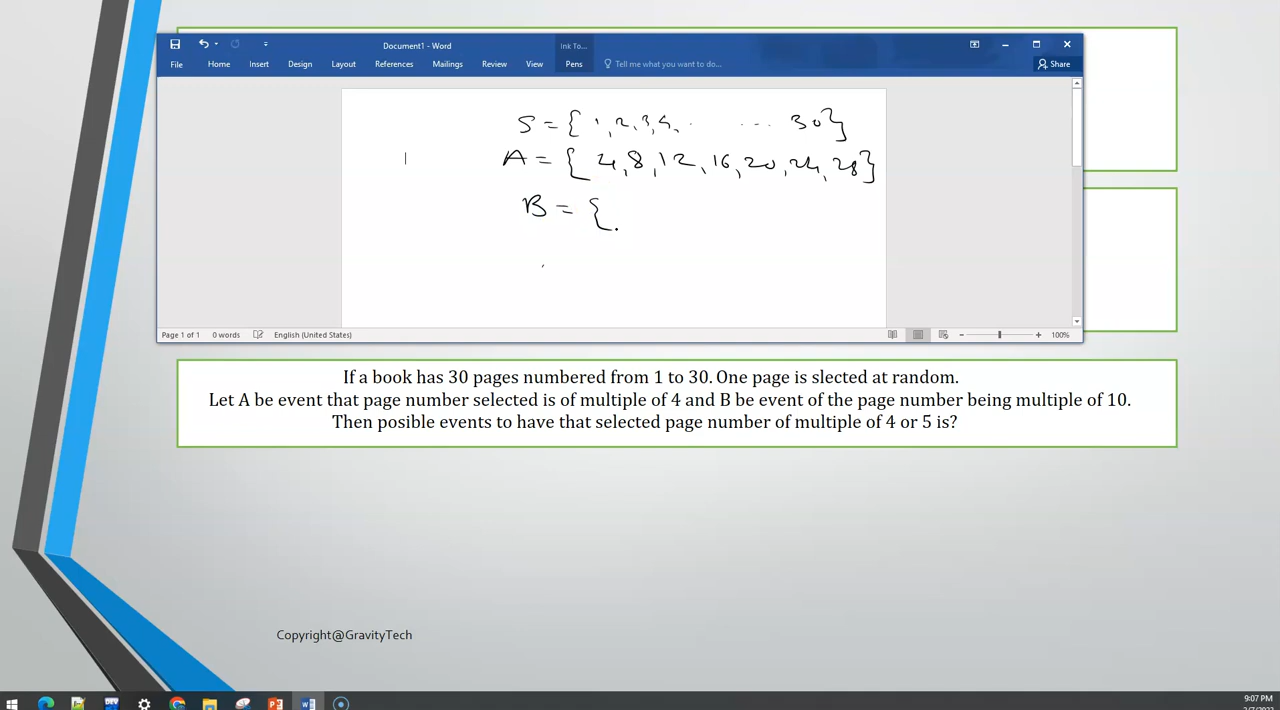 Document1 - Word
Ink To...
File
Home
Insert
Design
Layout
References
Mailings
Review
View
Pens
Tell me what you want to do...
Share
S = { 1, 2, 3, 4, . ... 30 }
A = { 4, 8, 12, 16, 20, 24, 28 }
B = {
Page 1 of 1
0 words
English (United States)
100%
If a book has 30 pages numbered from 1 to 30. One page is slected at random.
Let A be event that page number selected is of multiple of 4 and B be event of the page number being multiple of 10.
Then posible events to have that selected page number of multiple of 4 or 5 is?
Copyright@GravityTech
9:07 PM